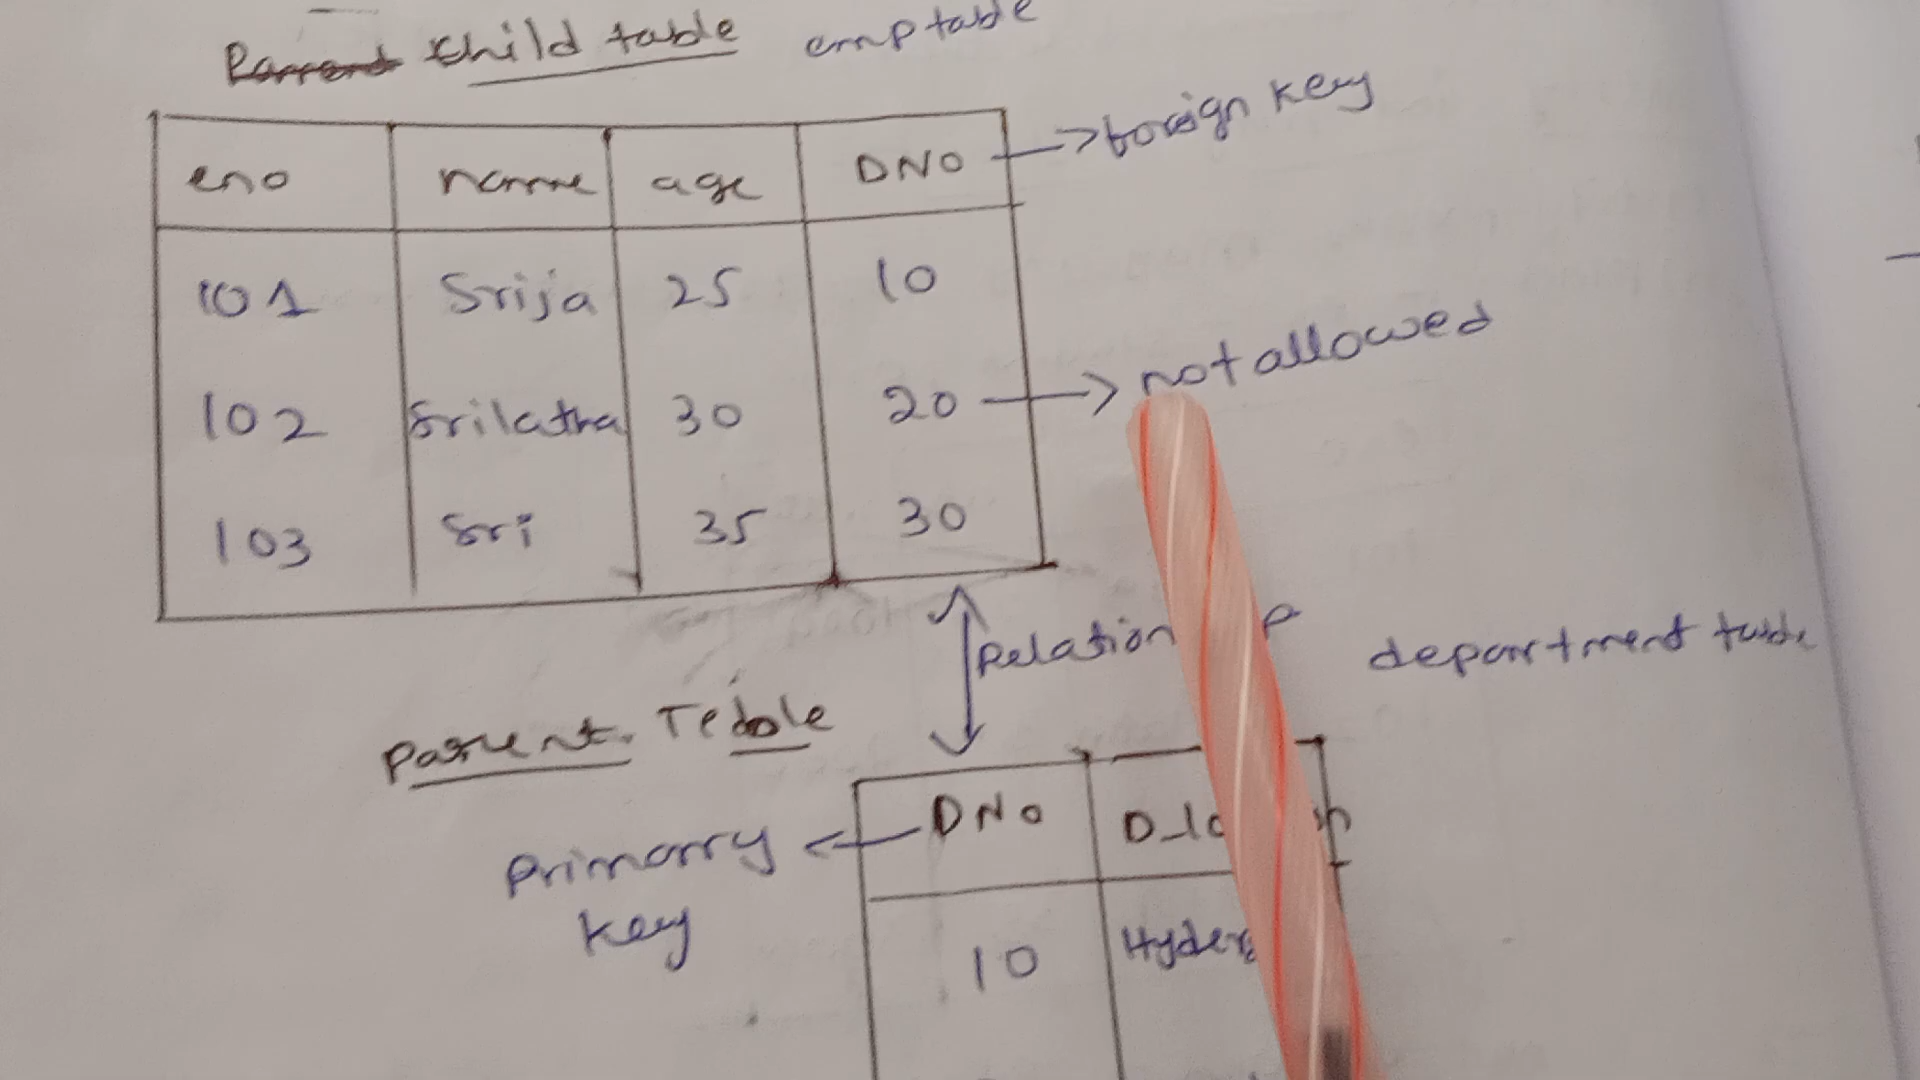 child table emp table
eno name age DNO → foreign key
101 Srija 25 10
102 Srilatha 30 20 → not allowed
103 Sri 35 30
department table
Parent Table
Primary key
DNO
10